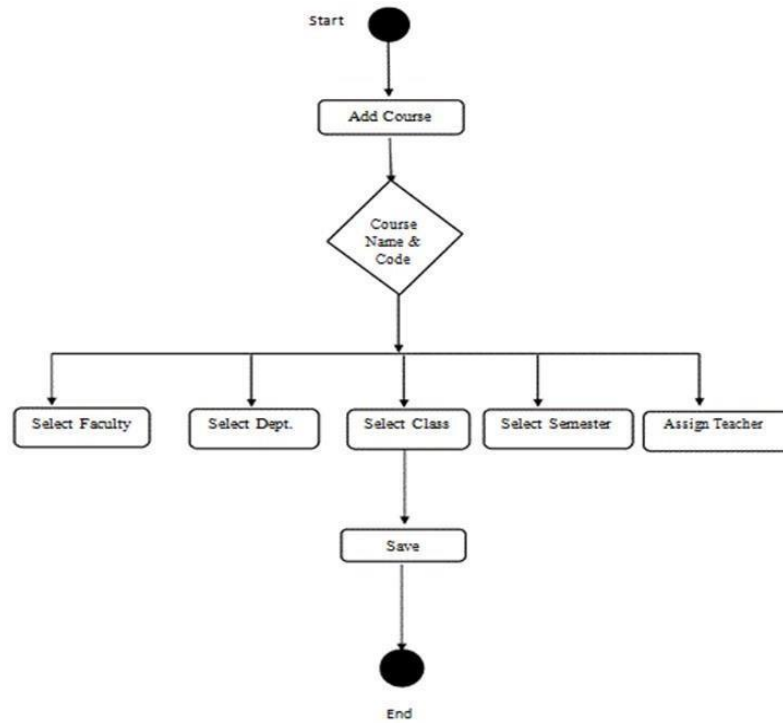 Start
Add Course
Course
Name &
Code
Select Faculty
Select Dept.
Select Class
Select Semester
Assign Teacher
Save
End